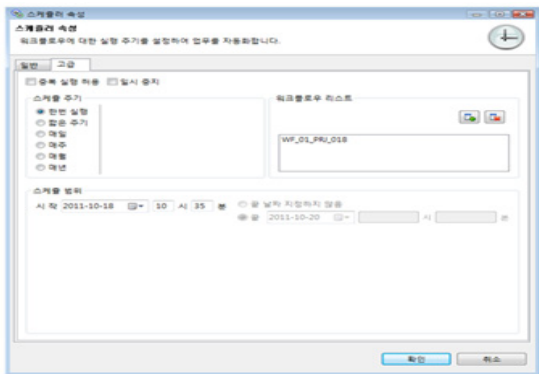 스케줄러 속성
스케줄러 속성
워크플로우에 대한 실행 주기를 설정하여 업무를 자동화합니다.
일반 고급
중복 실행 허용 일시 중지
스케줄 주기
한번 실행
짧은 주기
매일
매주
매월
매년
워크플로우 리스트
WF_01_PRJ_018
스케줄 범위
시 작 2011-10-18 10 시 35 분
끝 날짜 지정하지 않음
끝 2011-10-20 시 분
확인 취소